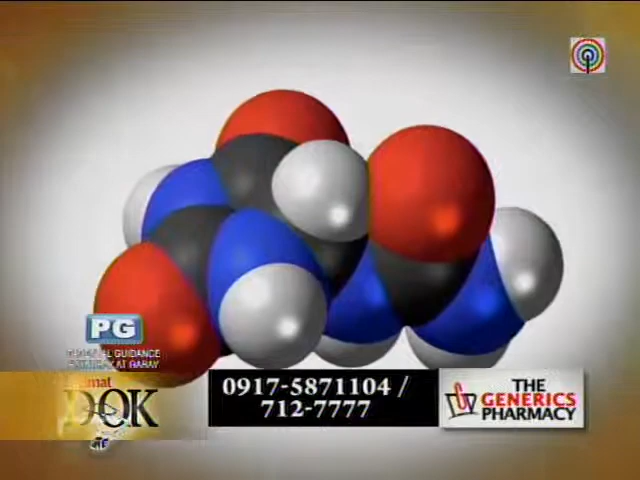 PG
0917-5871104 /
712-7777
THE
GENERICS
PHARMACY
DOK